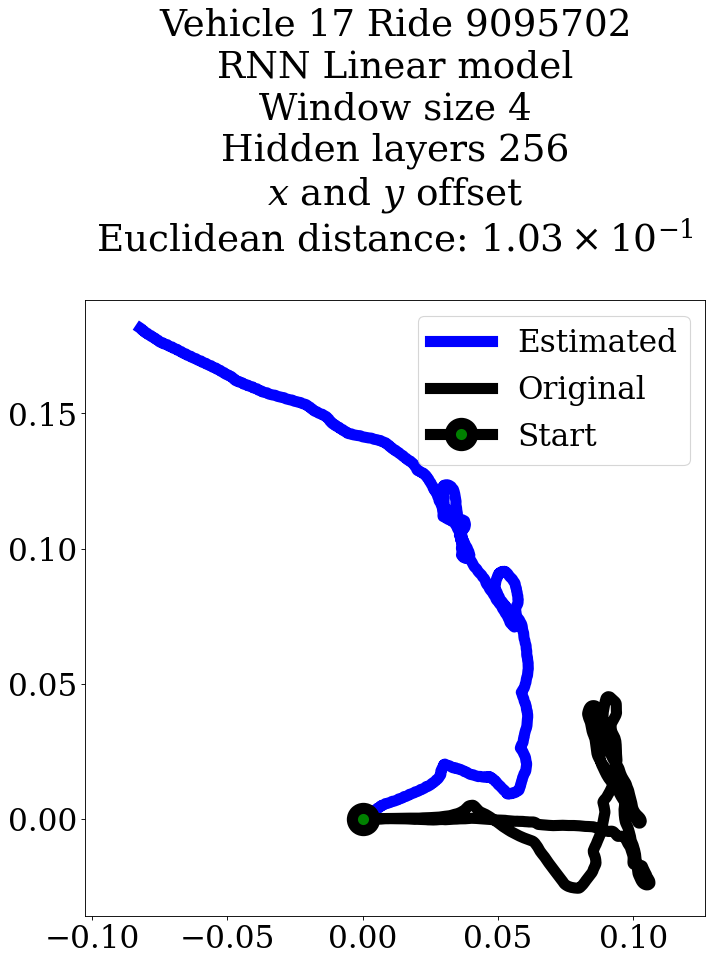 Vehicle 17 Ride 9095702
RNN Linear model
Window size 4
Hidden layers 256
x and y offset
Euclidean distance: 1.03 × 10⁻¹
Estimated
Original
Start
0.15
0.10
0.05
0.00
−0.10 −0.05 0.00 0.05 0.10